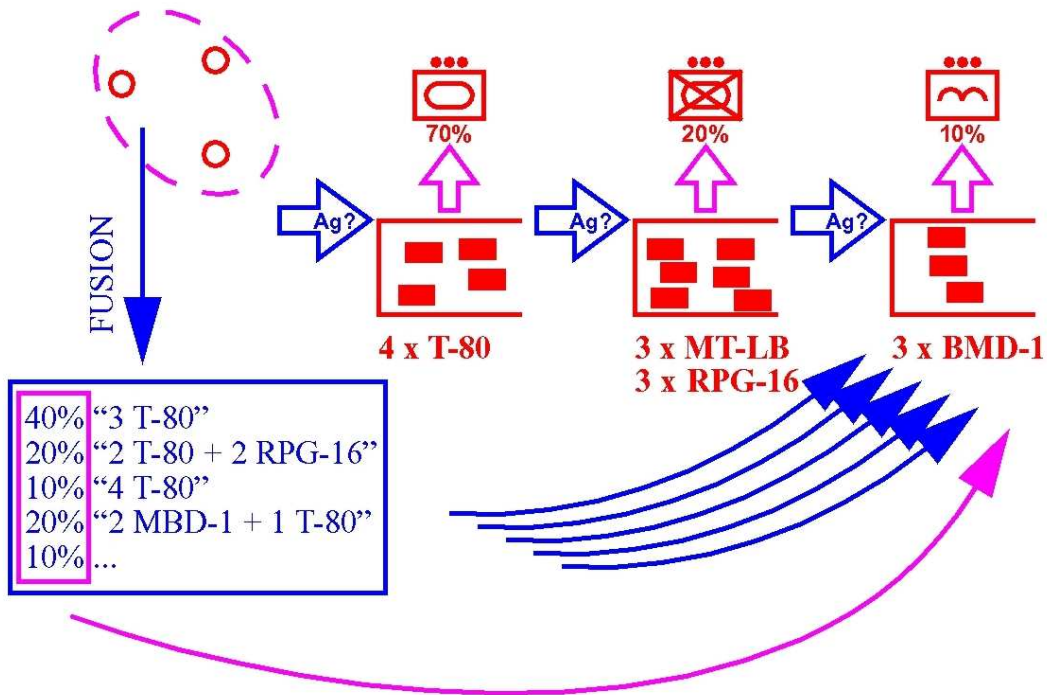 70%
20%
10%
FUSION
Ag?
Ag?
Ag?
4 x T-80
3 x MT-LB
3 x RPG-16
3 x BMD-1
40% “3 T-80”
20% “2 T-80 + 2 RPG-16”
10% “4 T-80”
20% “2 MBD-1 + 1 T-80”
10% ...